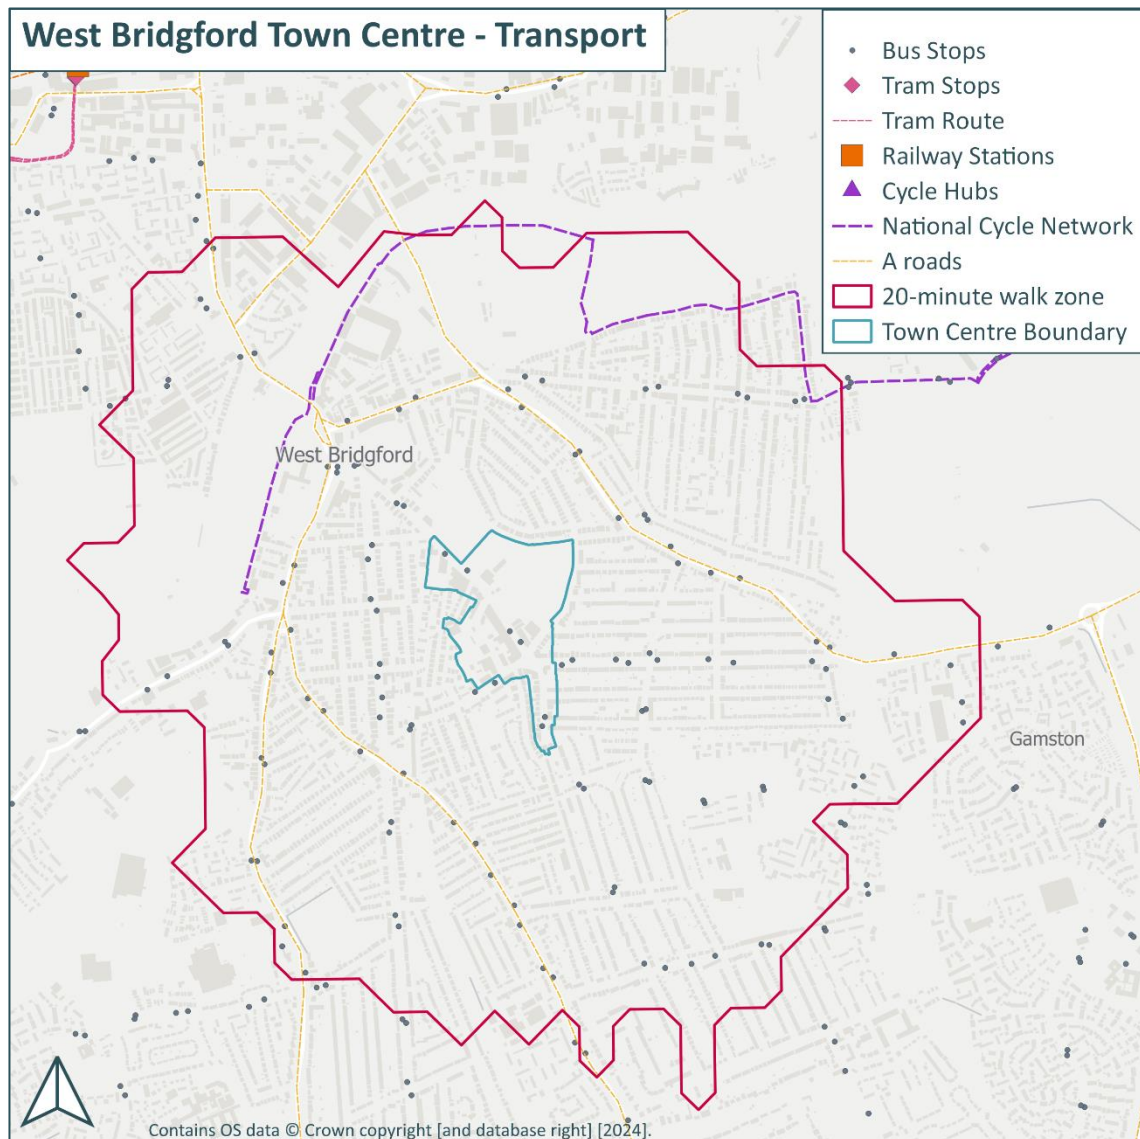 West Bridgford Town Centre - Transport
Bus Stops
Tram Stops
Tram Route
Railway Stations
Cycle Hubs
National Cycle Network
A roads
20-minute walk zone
Town Centre Boundary
West Bridgford
Gamston
Contains OS data © Crown copyright [and database right] [2024].